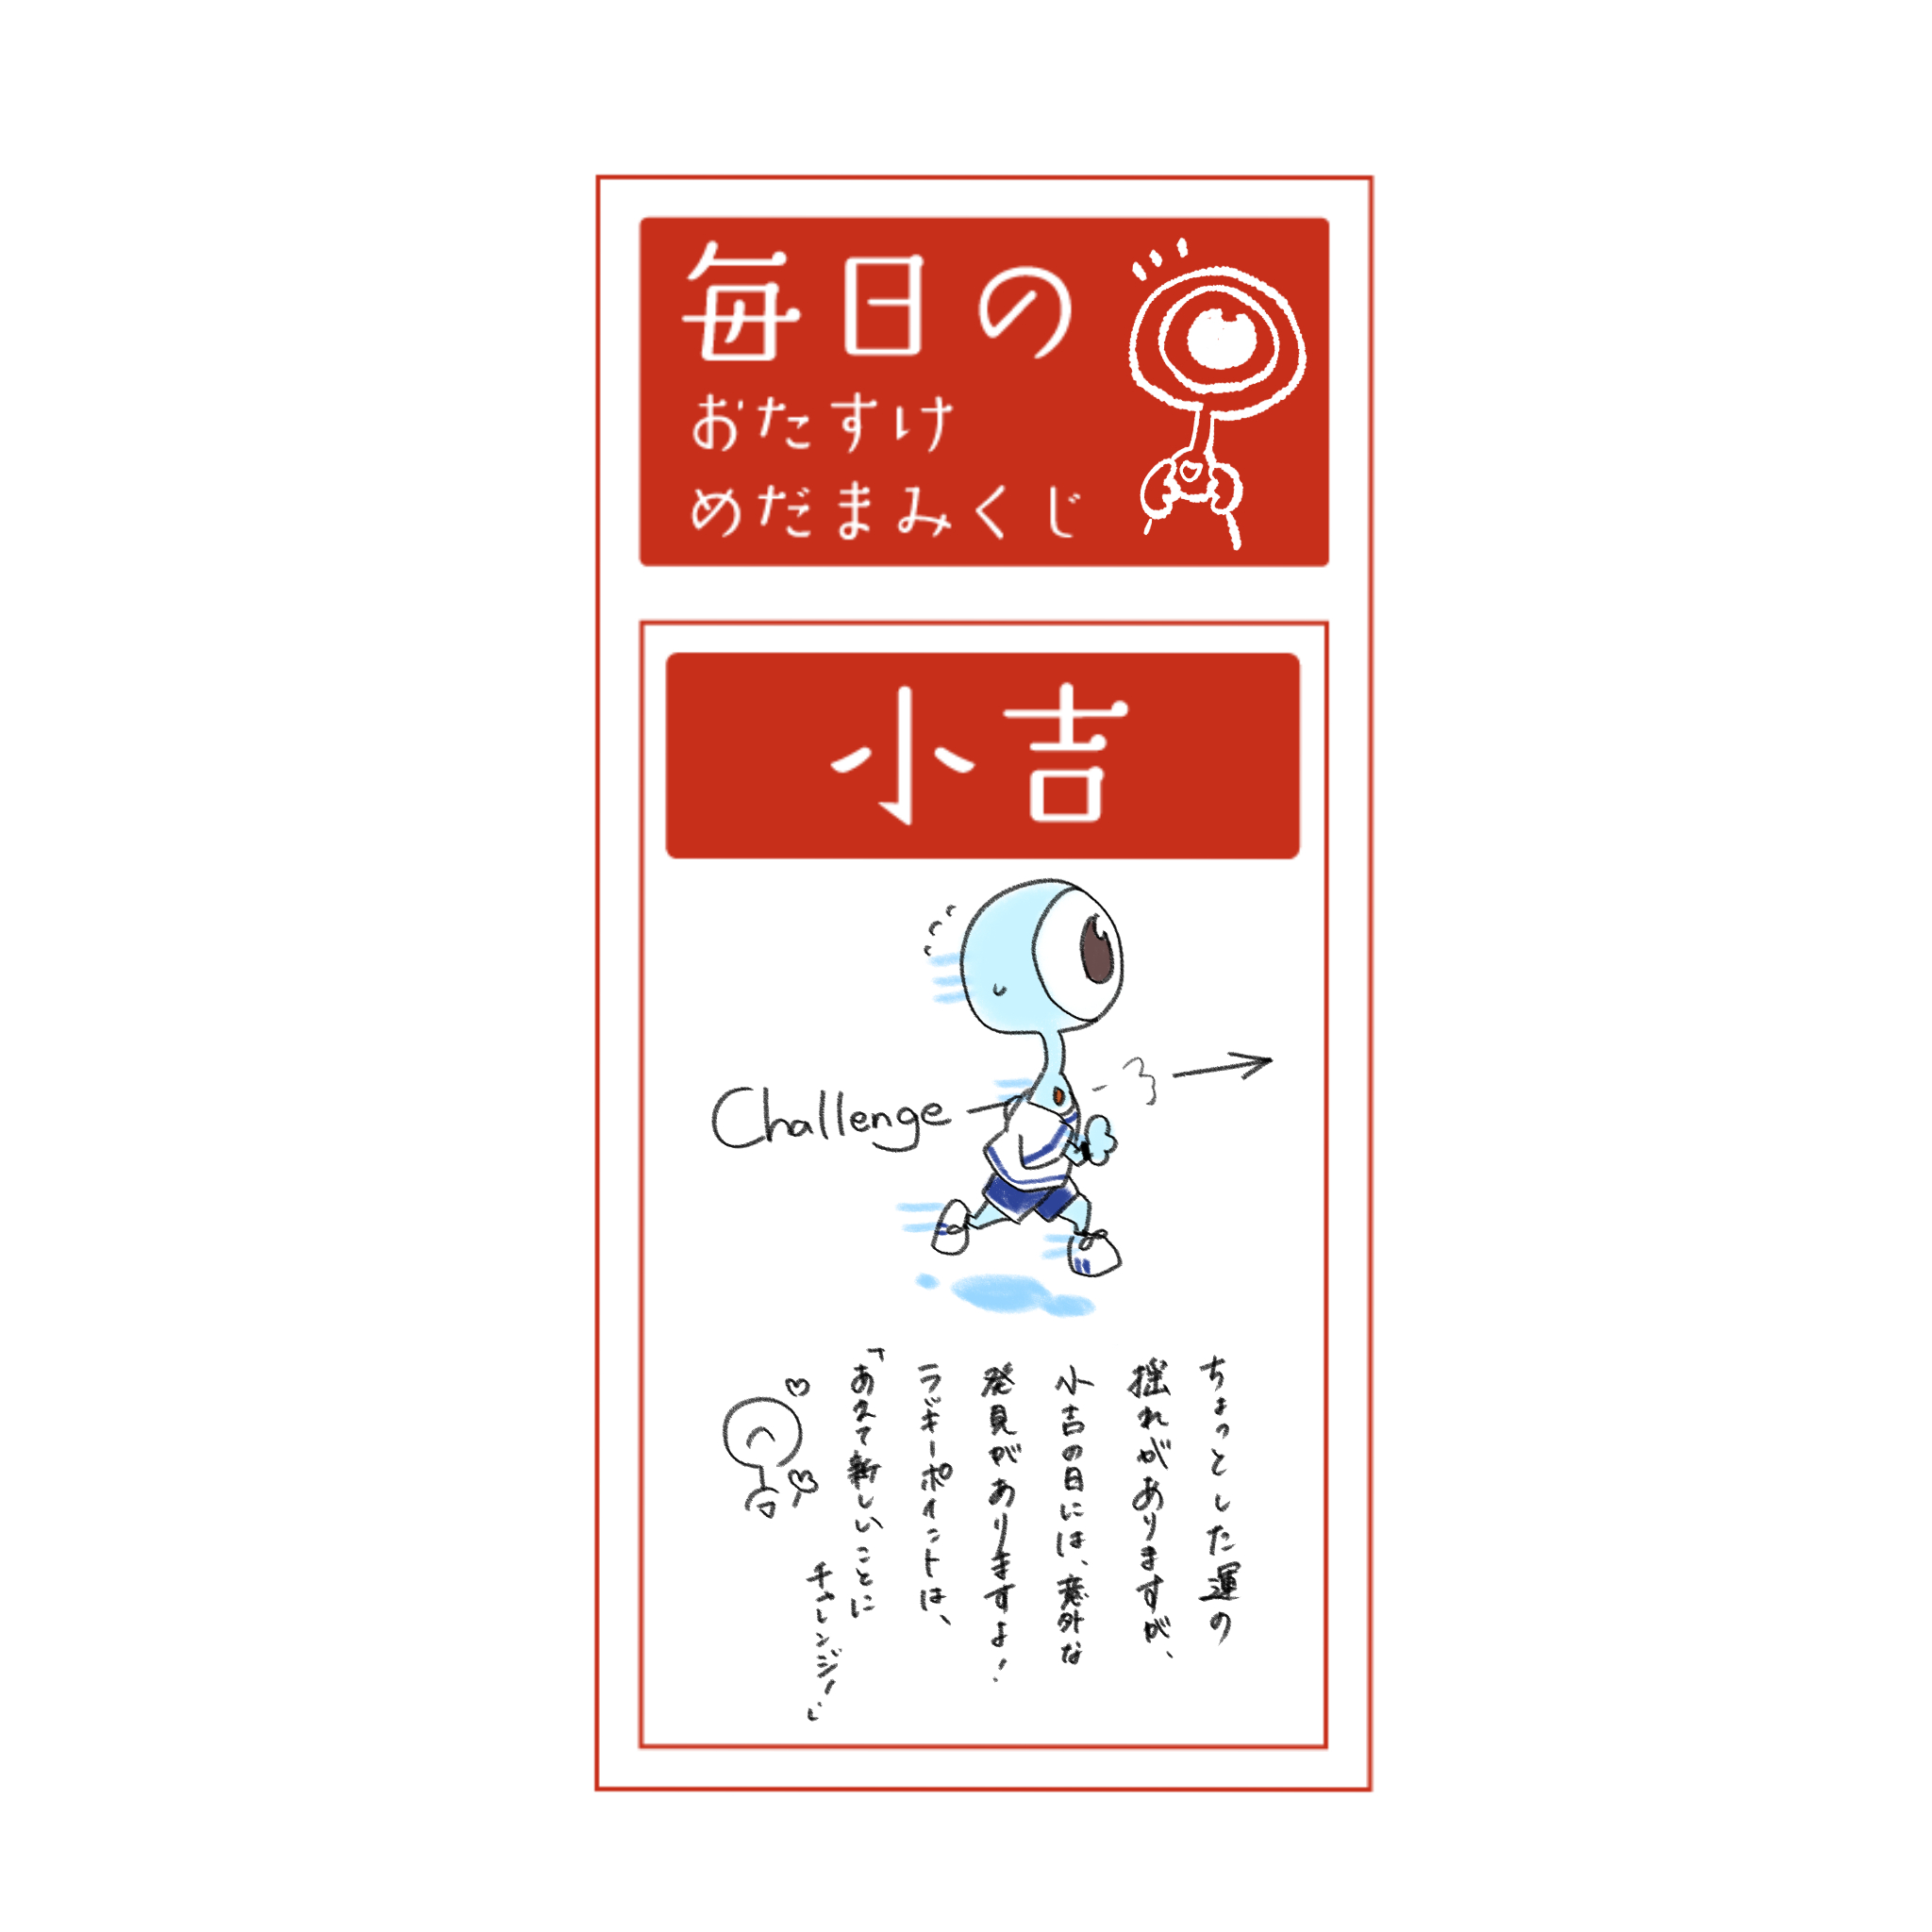 毎日の
おたすけ
めだまみくじ
小吉
Challenge
ちょっとした運の
揺れがありますが、
小吉の日には、意外な
発見がありますよ!
ラッキーポイントは、
「あえて新しいことに
チャレンジ!」